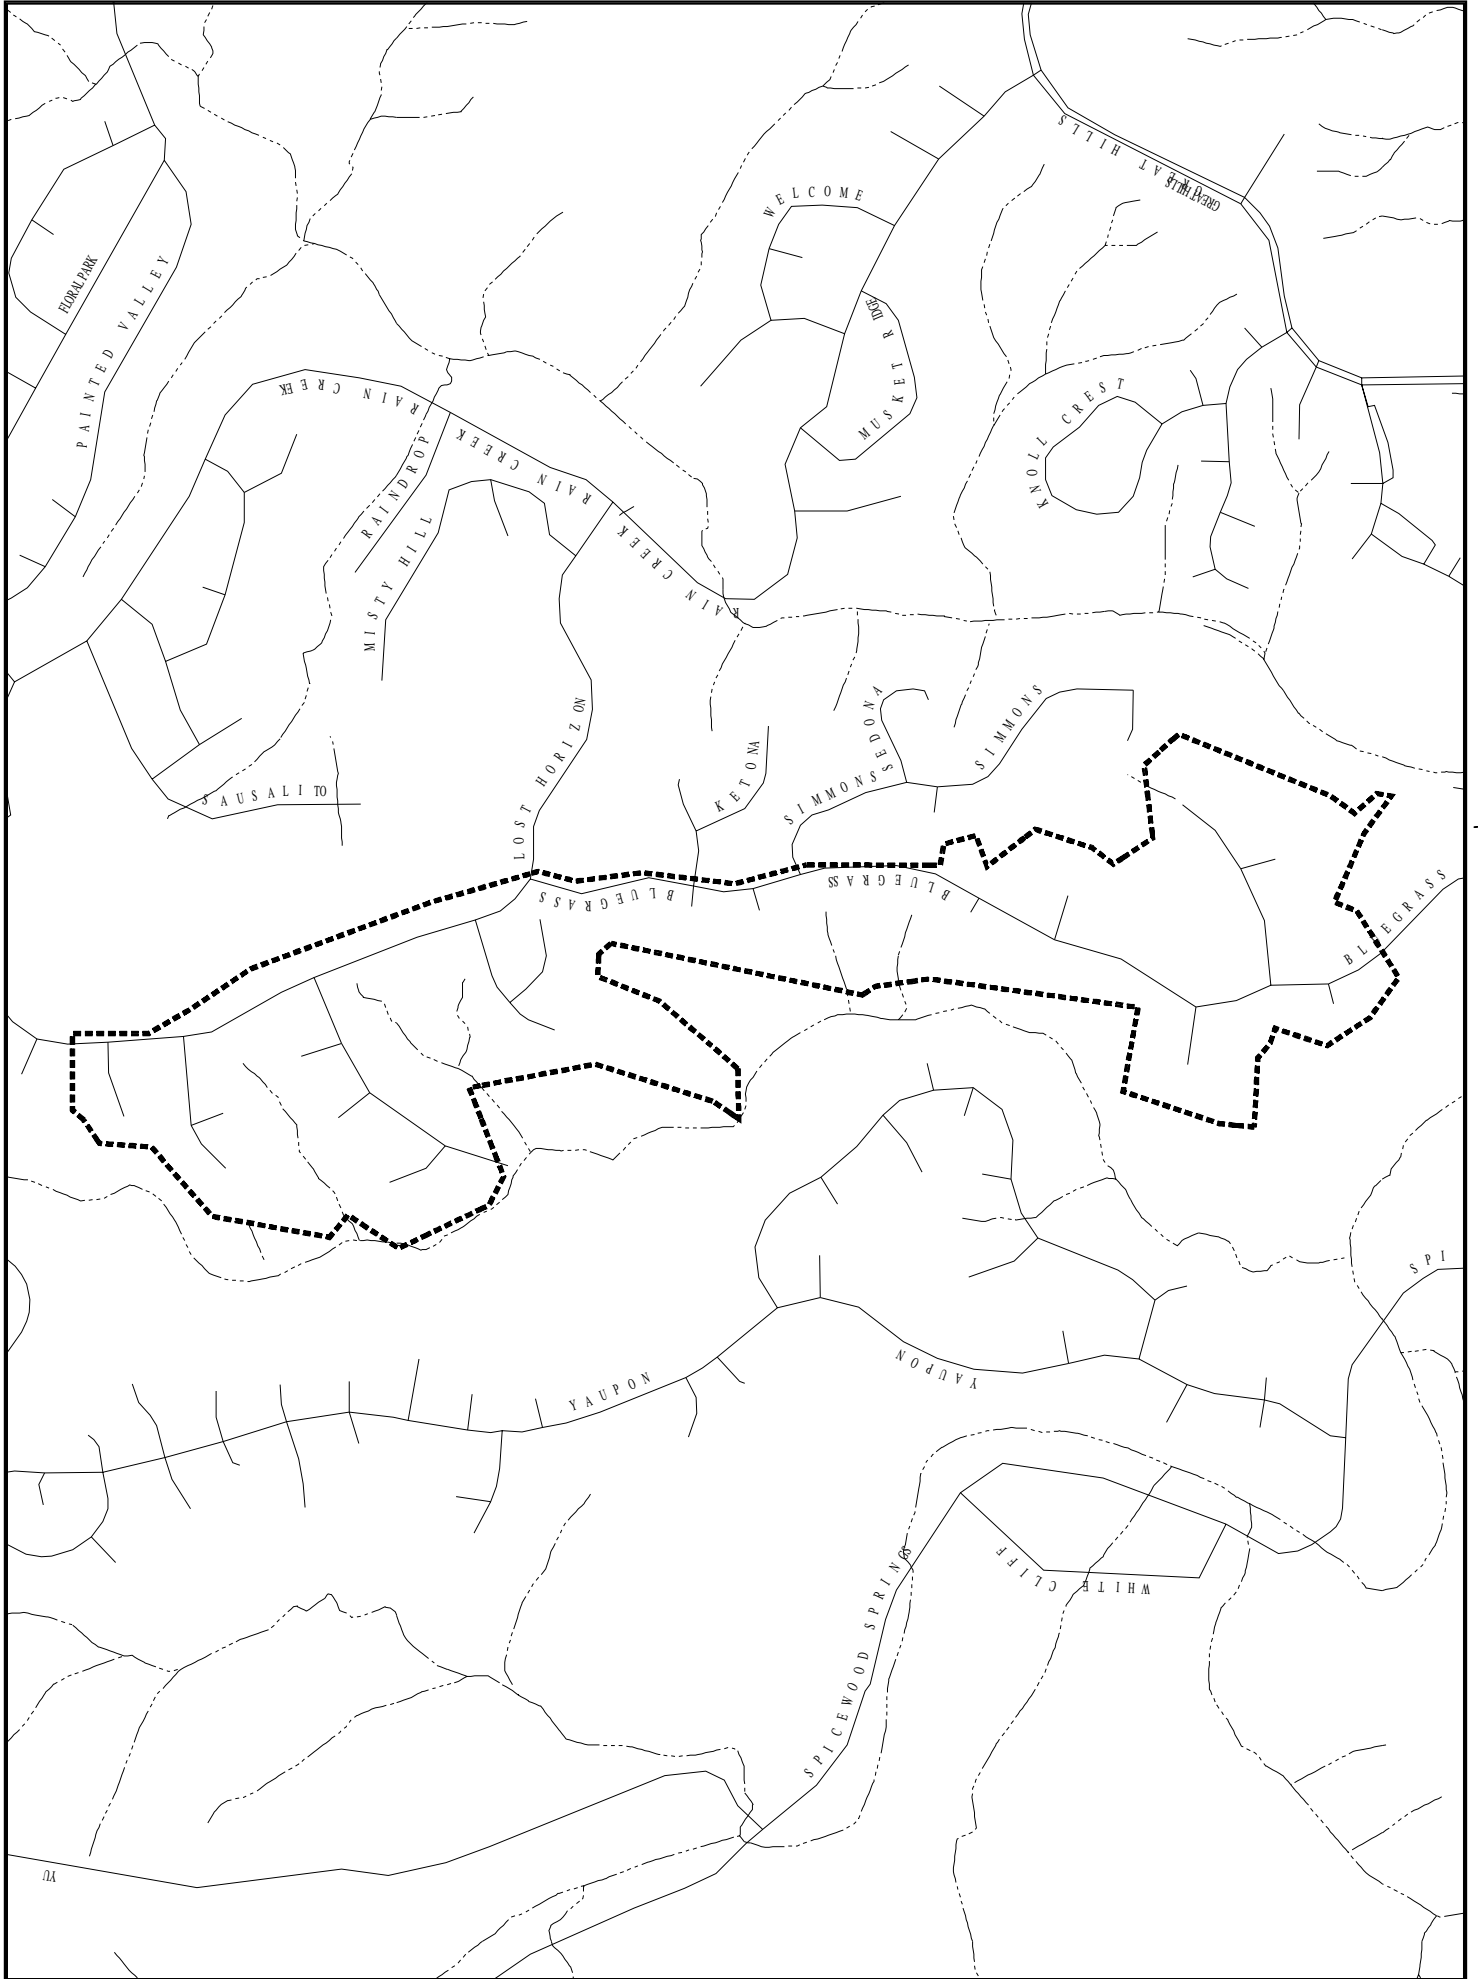 GREAT HILLS
GREAT HILLS
WELCOME
FLORAL PARK
PAINTED VALLEY
MUSKET RIDGE
RAIN CREEK
KNOLL CREST
RAIN CREEK
RAINDROP
MISTY HILL
RAIN CREEK
LOST HORIZON
SEDONA
SIMMONS
KETONA
SIMMONS
SAUSALITO
BLUEGRASS
BLUEGRASS
BLUEGRASS
SPI
YAUPON
YAUPON
SPICEWOOD SPRINGS
WHITE CLIFF
YU